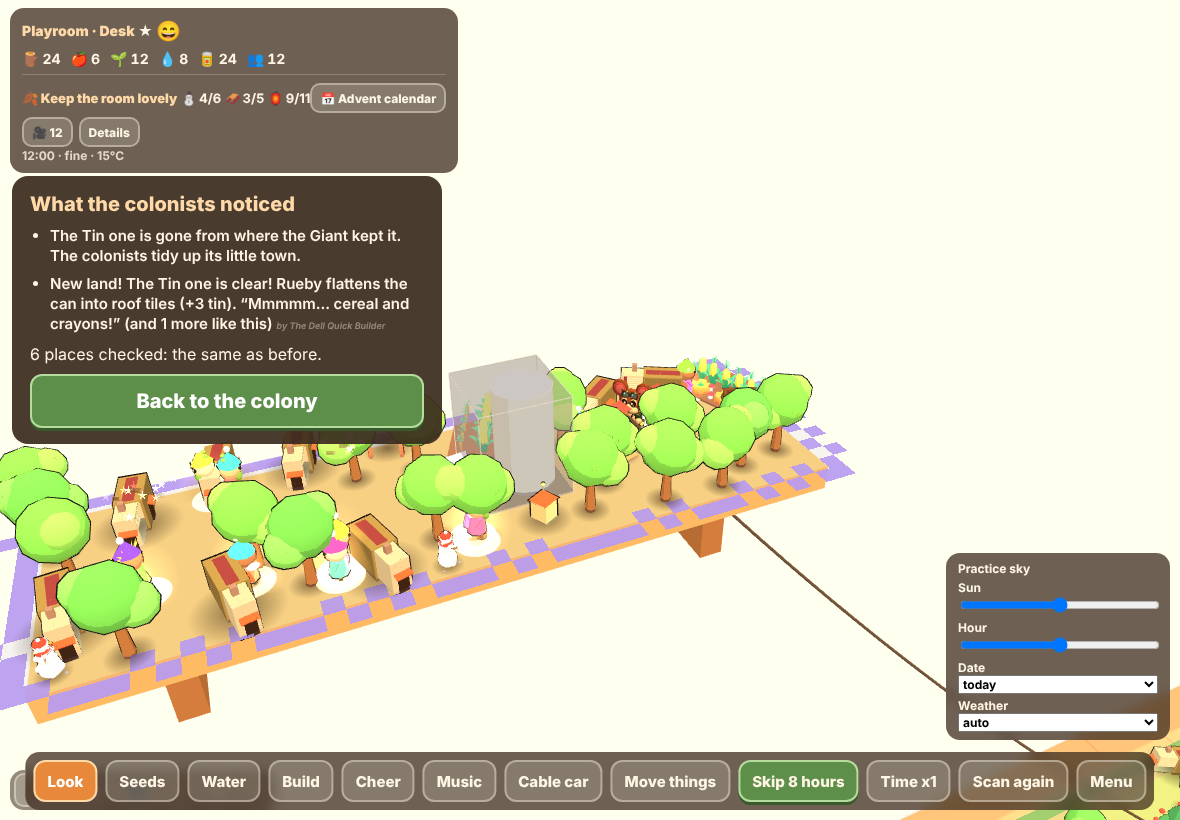 Playroom · Desk ★ 😄
🪵 24 🍎 6 🌱 12 💧 8 🥫 24 👥 12
🍂 Keep the room lovely ⛄ 4/6 🛷 3/5 🏮 9/11 📅 Advent calendar
🎥 12 Details
12:00 · fine · 15°C
What the colonists noticed
• The Tin one is gone from where the Giant kept it.
The colonists tidy up its little town.
• New land! The Tin one is clear! Rueby flattens the
can into roof tiles (+3 tin). “Mmmmm... cereal and
crayons!” (and 1 more like this) by The Dell Quick Builder
6 places checked: the same as before.
Back to the colony
Practice sky
Sun
Hour
Date
today
Weather
auto
Look Seeds Water Build Cheer Music Cable car Move things Skip 8 hours Time x1 Scan again Menu